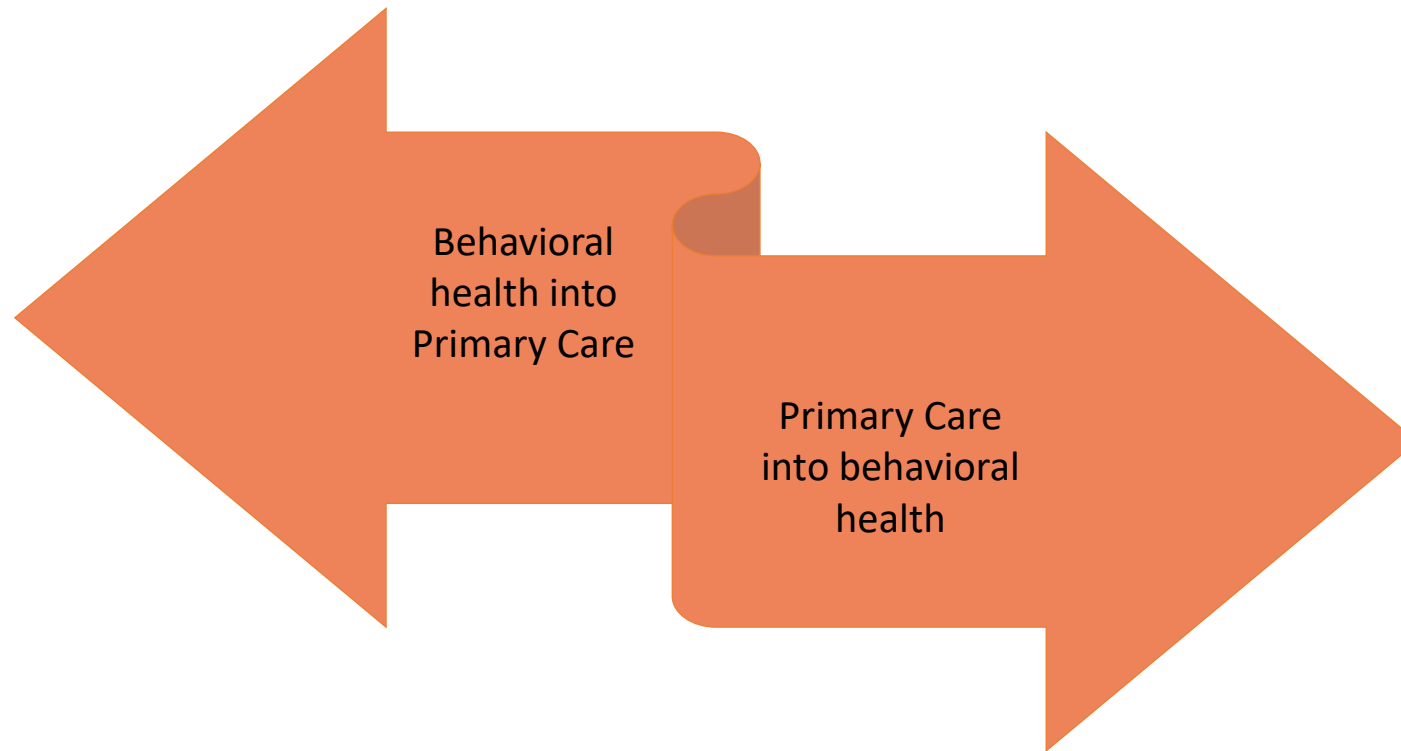 Behavioral
health into
Primary Care
Primary Care
into behavioral
health